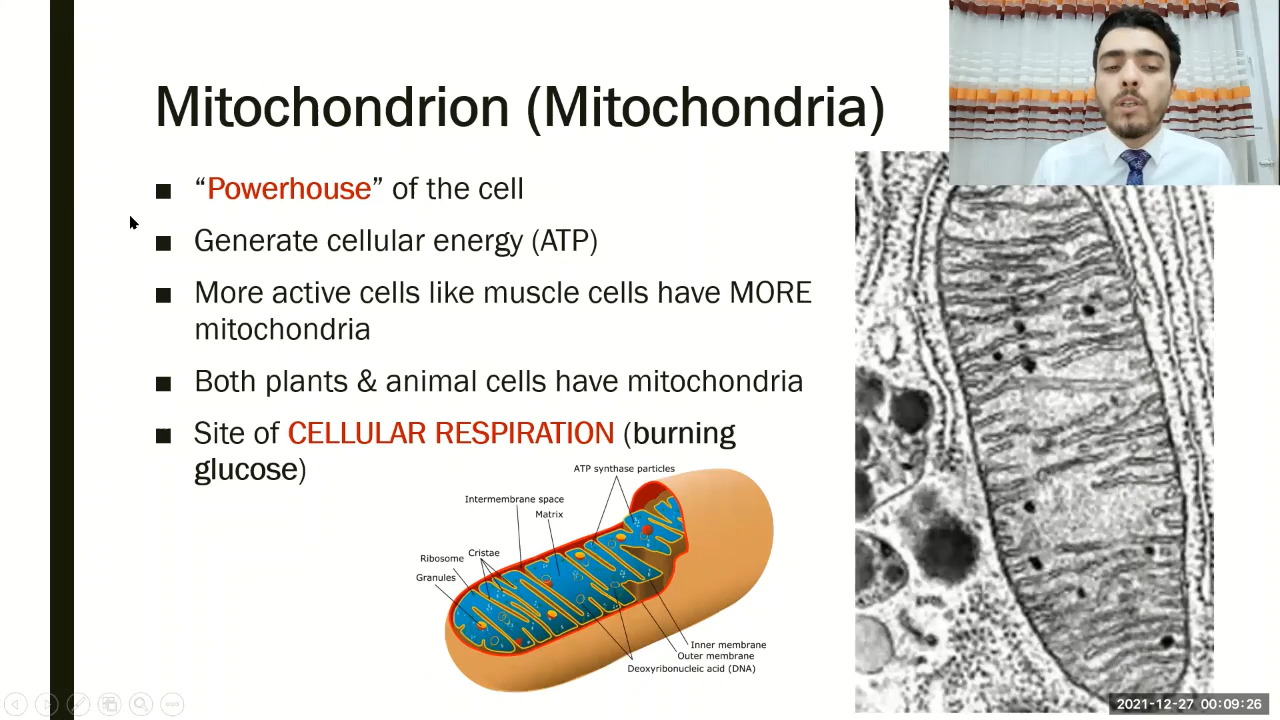 Mitochondrion (Mitochondria)
■ “Powerhouse” of the cell
■ Generate cellular energy (ATP)
■ More active cells like muscle cells have MORE
mitochondria
■ Both plants & animal cells have mitochondria
■ Site of CELLULAR RESPIRATION (burning
glucose)
ATP synthase particles
Intermembrane space
Matrix
Cristae
Ribosome
Granules
Inner membrane
Outer membrane
Deoxyribonucleic acid (DNA)
2021-12-27 00:09:26